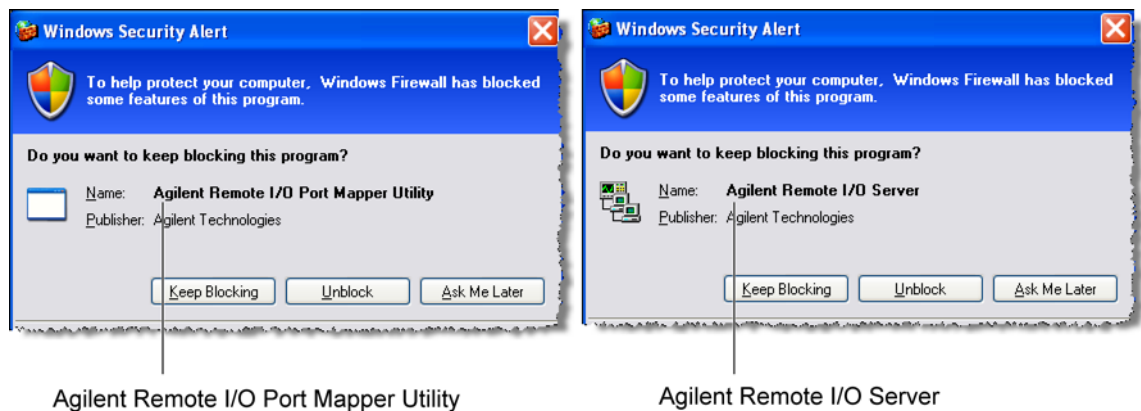 Windows Security Alert
To help protect your computer, Windows Firewall has blocked
some features of this program.
Do you want to keep blocking this program?
Name: Agilent Remote I/O Port Mapper Utility
Publisher: Agilent Technologies
Keep Blocking Unblock Ask Me Later
Agilent Remote I/O Port Mapper Utility
Windows Security Alert
To help protect your computer, Windows Firewall has blocked
some features of this program.
Do you want to keep blocking this program?
Name: Agilent Remote I/O Server
Publisher: Agilent Technologies
Keep Blocking Unblock Ask Me Later
Agilent Remote I/O Server